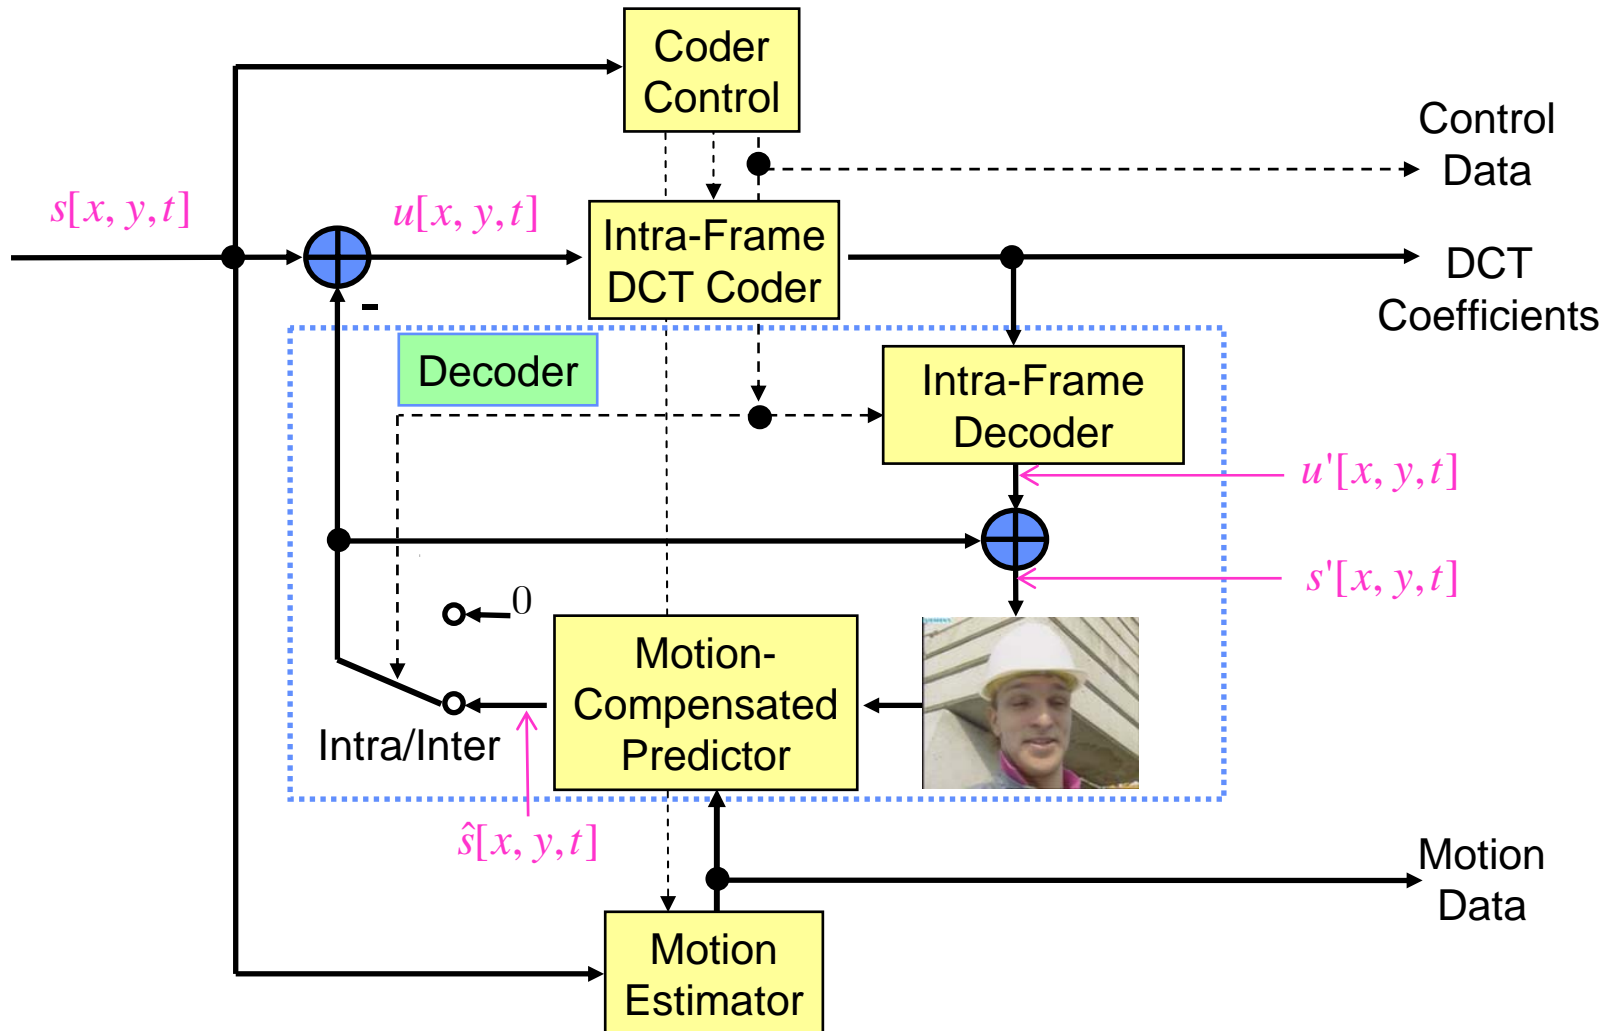 Coder
Control
Control
Data
s[x, y,t]
u[x, y,t]
Intra-Frame
DCT Coder
DCT
Coefficients
-
Decoder
Intra-Frame
Decoder
u'[x, y,t]
s'[x, y,t]
0
Motion-
Compensated
Predictor
Intra/Inter
ŝ[x, y,t]
Motion
Data
Motion
Estimator